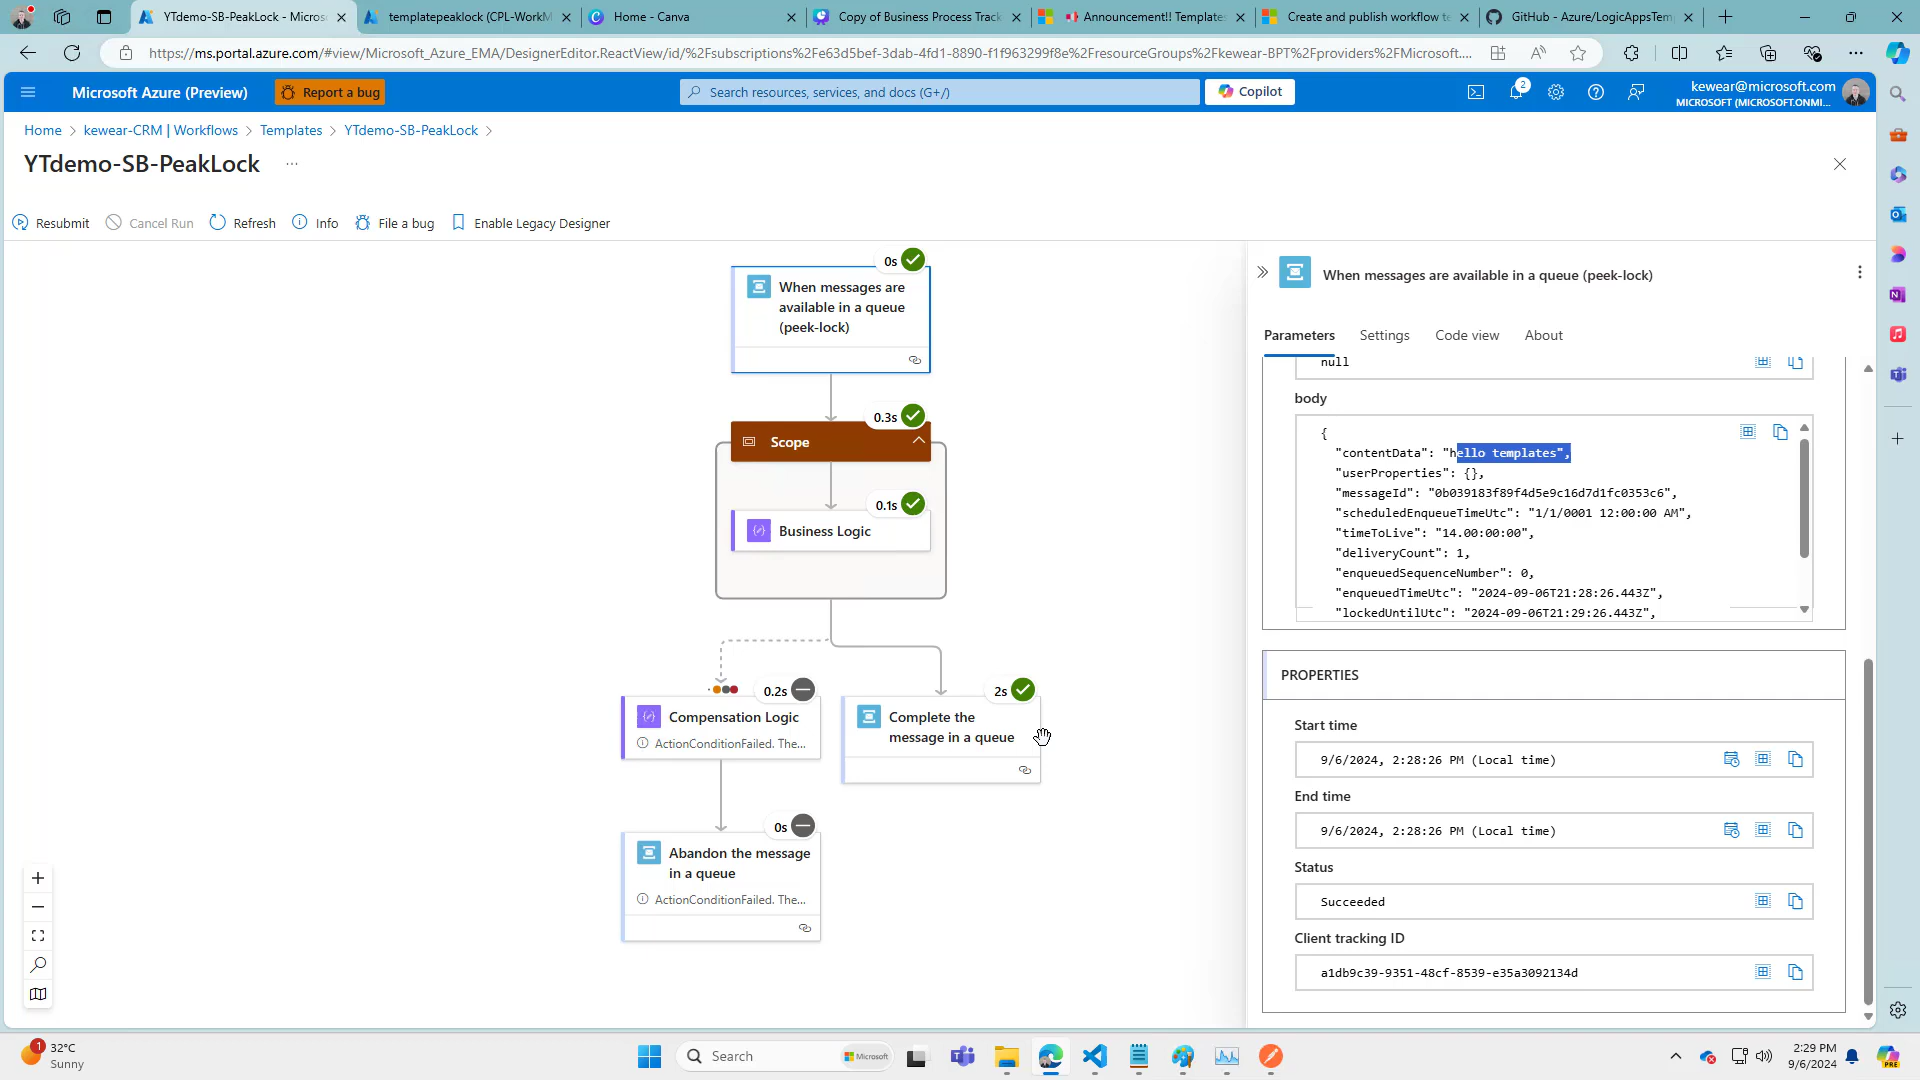 YTdemo-SB-PeakLock - Micros
templatepeaklock (CPL-WorkM
Home - Canva
Copy of Business Process Track
Announcement!! Templates
Create and publish workflow te
GitHub - Azure/LogicAppsTem
https://ms.portal.azure.com/#view/Microsoft_Azure_EMA/DesignerEditor.ReactView/id/%2Fsubscriptions%2Fe63d5bef-3dab-4fd1-8890-f1f963299f8e%2FresourceGroups%2Fkewear-BPT%2Fproviders%2FMicrosoft....
Microsoft Azure (Preview)
Report a bug
Search resources, services, and docs (G+/)
Copilot
2
kewear@microsoft.com
MICROSOFT (MICROSOFT.ONMI...
Home > kewear-CRM | Workflows > Templates > YTdemo-SB-PeakLock >
YTdemo-SB-PeakLock ...
Resubmit
Cancel Run
Refresh
Info
File a bug
Enable Legacy Designer
0s
When messages are
available in a queue
(peek-lock)
0.3s
Scope
0.1s
Business Logic
0.2s
Compensation Logic
ActionConditionFailed. The...
2s
Complete the
message in a queue
0s
Abandon the message
in a queue
ActionConditionFailed. The...
When messages are available in a queue (peek-lock)
Parameters
Settings
Code view
About
null
body
{
"contentData": "hello templates",
"userProperties": {},
"messageId": "0b039183f89f4d5e9c16d7d1fc0353c6",
"scheduledEnqueueTimeUtc": "1/1/0001 12:00:00 AM",
"timeToLive": "14.00:00:00",
"deliveryCount": 1,
"enqueuedSequenceNumber": 0,
"enqueuedTimeUtc": "2024-09-06T21:28:26.443Z",
"lockedUntilUtc": "2024-09-06T21:29:26.443Z",
PROPERTIES
Start time
9/6/2024, 2:28:26 PM (Local time)
End time
9/6/2024, 2:28:26 PM (Local time)
Status
Succeeded
Client tracking ID
a1db9c39-9351-48cf-8539-e35a3092134d
1
32°C
Sunny
Search
Microsoft
2:29 PM
9/6/2024
PRE